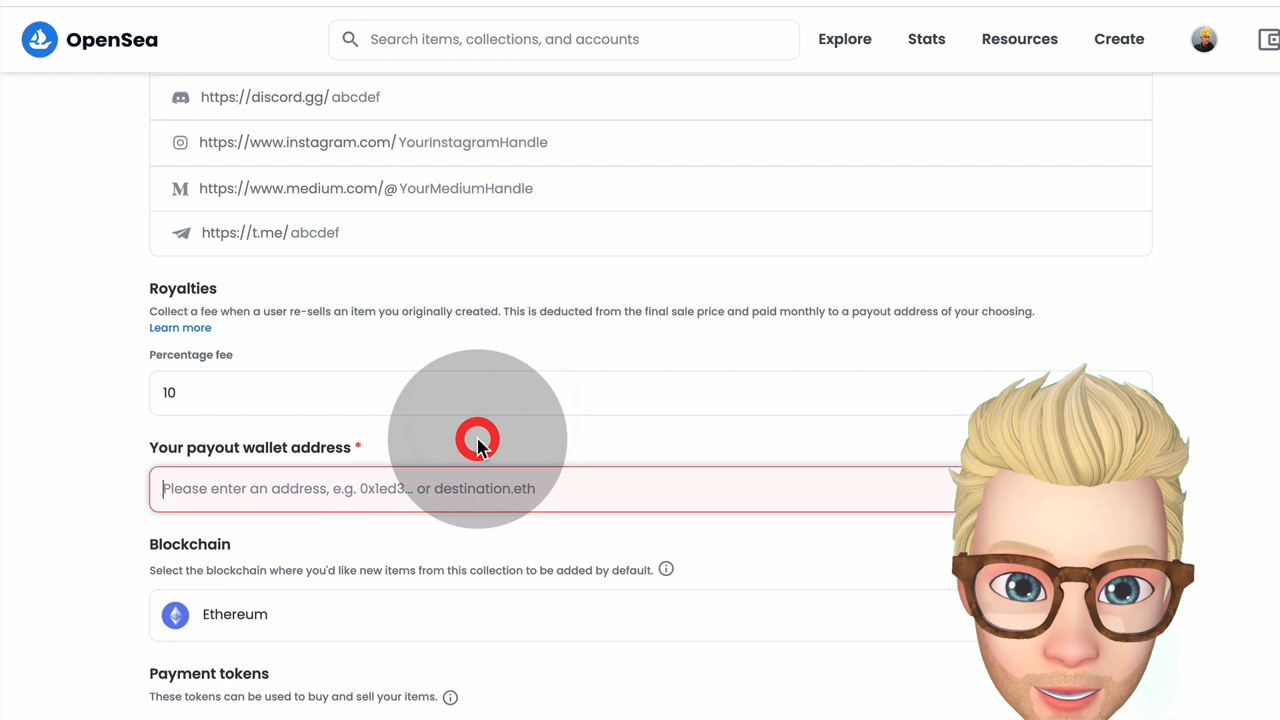 OpenSea
Search items, collections, and accounts
Explore
Stats
Resources
Create
https://discord.gg/abcdef
https://www.instagram.com/YourInstagramHandle
M https://www.medium.com/@YourMediumHandle
https://t.me/abcdef
Royalties
Collect a fee when a user re-sells an item you originally created. This is deducted from the final sale price and paid monthly to a payout address of your choosing.
Learn more
Percentage fee
10
Your payout wallet address *
Please enter an address, e.g. 0x1ed3... or destination.eth
Blockchain
Select the blockchain where you'd like new items from this collection to be added by default.
Ethereum
Payment tokens
These tokens can be used to buy and sell your items.